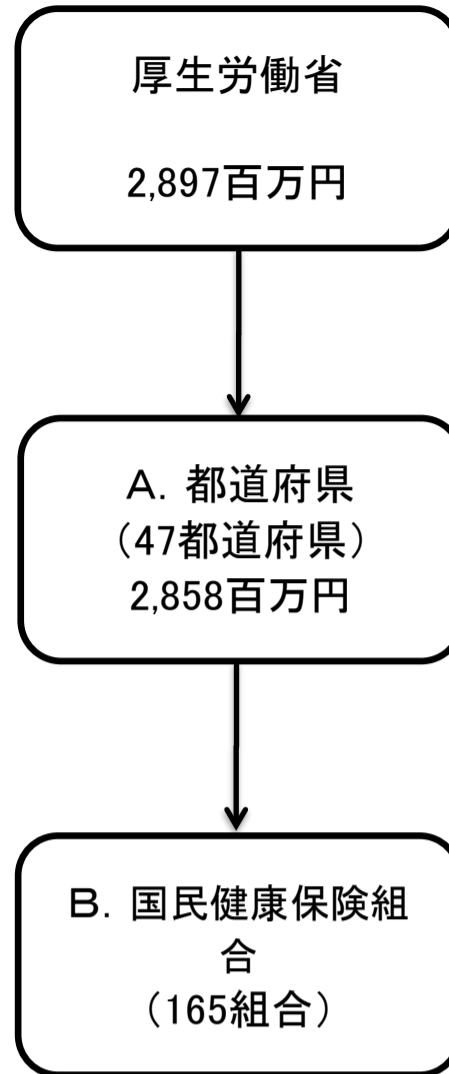 厚生労働省
2,897百万円
A. 都道府県
（47都道府県）
2,858百万円
B. 国民健康保険組
合
（165組合）